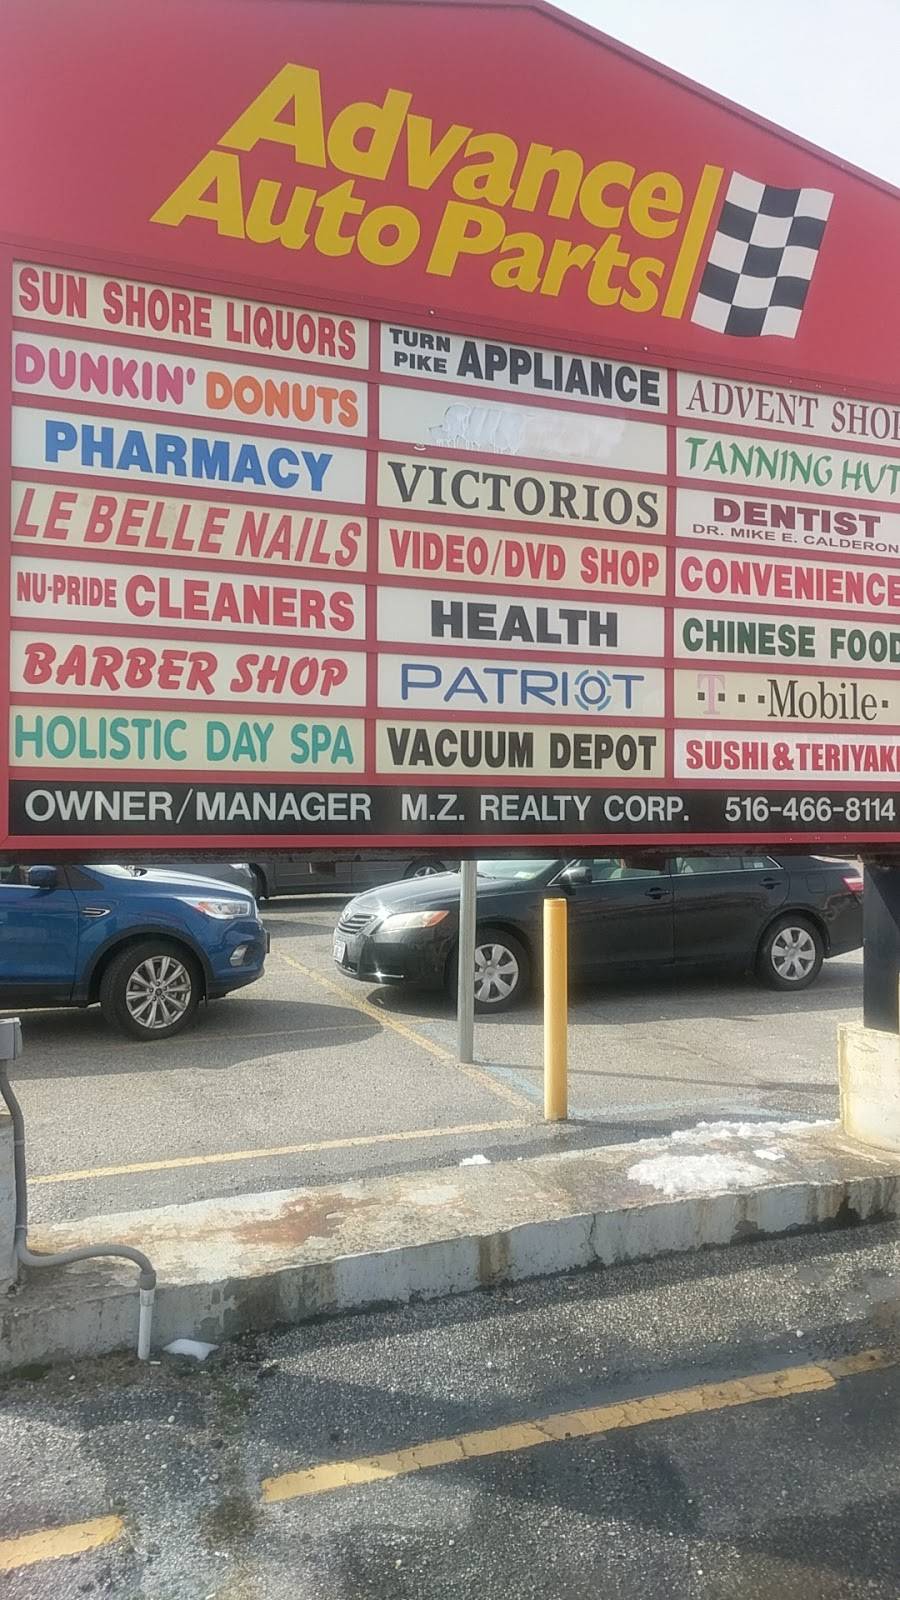 Advance
Auto Parts
SUN SHORE LIQUORS
DUNKIN' DONUTS
PHARMACY
LE BELLE NAILS
NU-PRIDE CLEANERS
BARBER SHOP
HOLISTIC DAY SPA
TURN PIKE APPLIANCE
VICTORIOS
VIDEO/DVD SHOP
HEALTH
PATRIOT
VACUUM DEPOT
ADVENT SHOP
TANNING HUT
DENTIST
DR. MIKE E. CALDERON
CONVENIENCE
CHINESE FOOD
T··Mobile·
SUSHI & TERIYAKI
OWNER/MANAGER M.Z. REALTY CORP. 516-466-8114